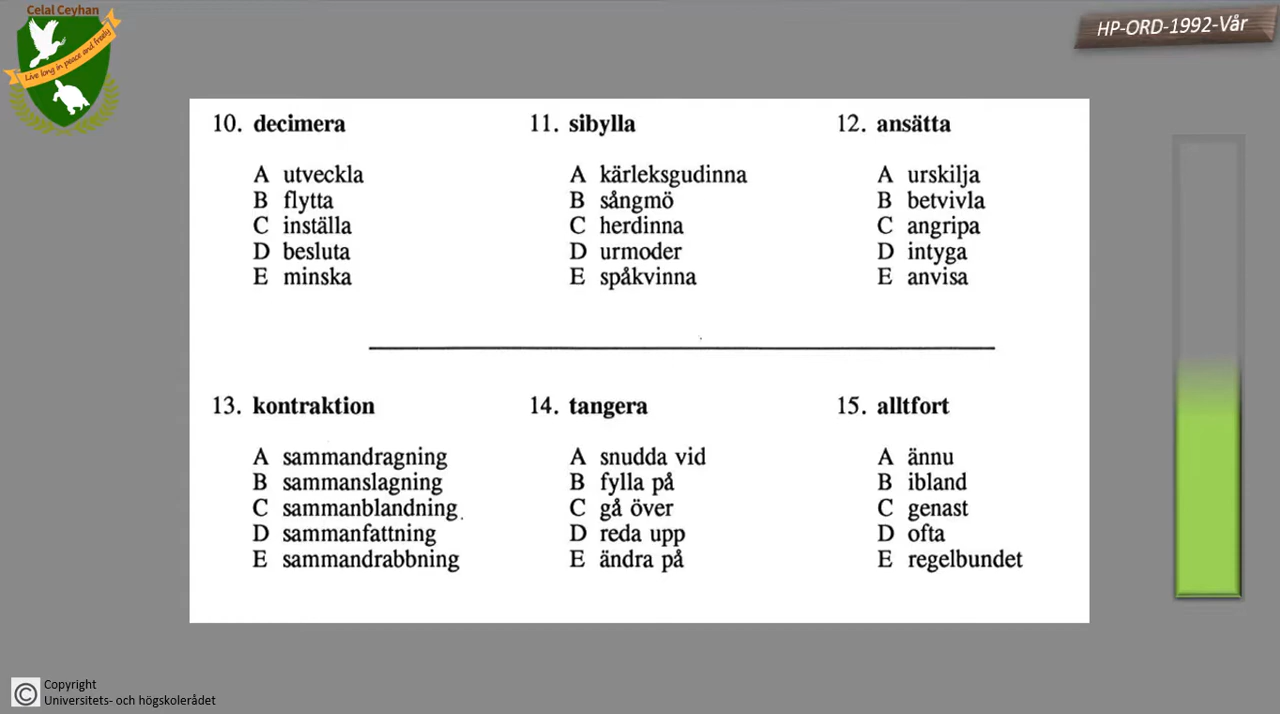 Celal Ceyhan
Live long in peace and freely
HP-ORD-1992-Vår
10. decimera
A utveckla
B flytta
C inställa
D besluta
E minska
11. sibylla
A kärleksgudinna
B sångmö
C herdinna
D urmoder
E spåkvinna
12. ansätta
A urskilja
B betvivla
C angripa
D intyga
E anvisa
13. kontraktion
A sammandragning
B sammanslagning
C sammanblandning
D sammanfattning
E sammandrabbning
14. tangera
A snudda vid
B fylla på
C gå över
D reda upp
E ändra på
15. alltfort
A ännu
B ibland
C genast
D ofta
E regelbundet
© Copyright
Universitets- och högskolerådet